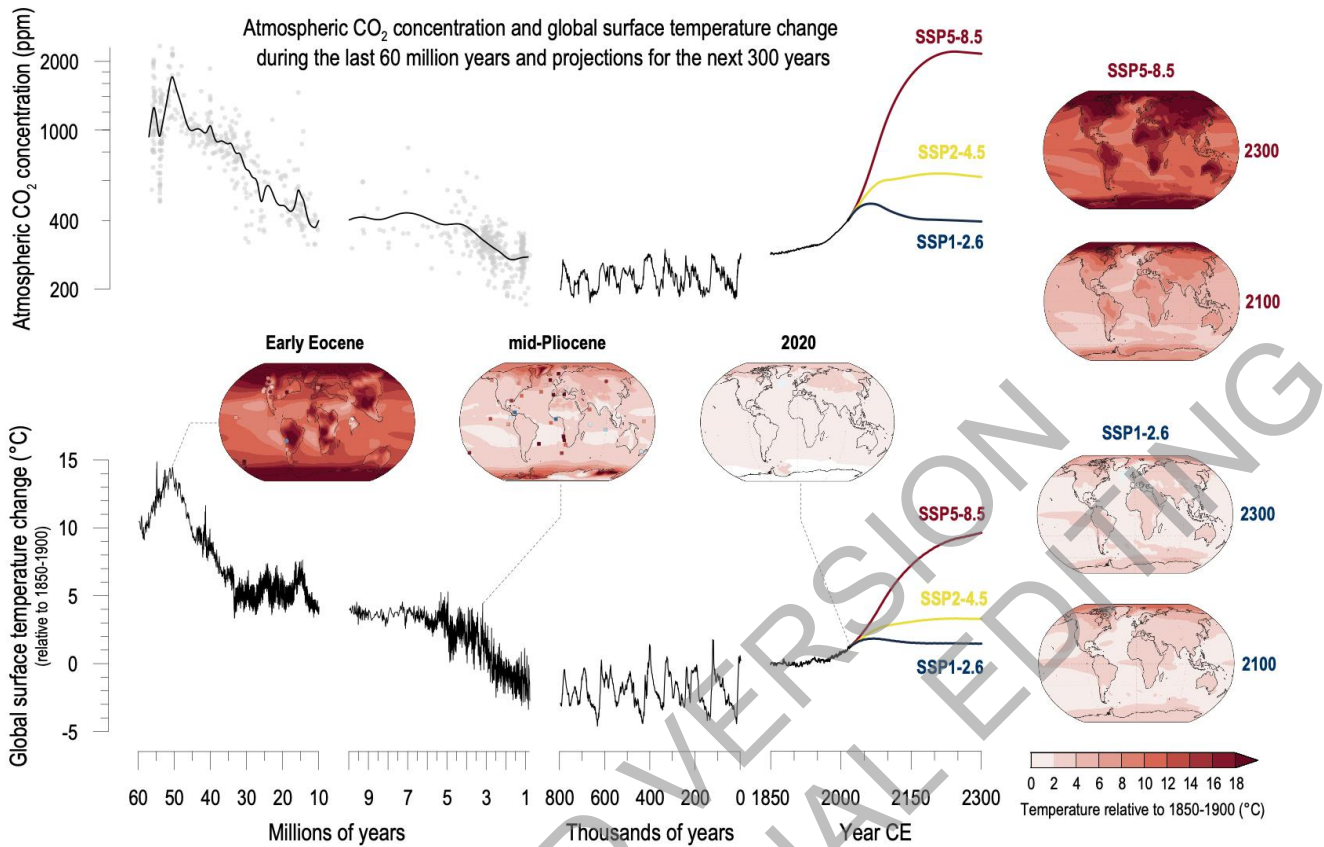 Atmospheric CO₂ concentration and global surface temperature change
during the last 60 million years and projections for the next 300 years
Atmospheric CO₂ concentration (ppm)
2000
1000
400
200
SSP5-8.5
SSP2-4.5
SSP1-2.6
SSP5-8.5
2300
2100
Early Eocene
mid-Pliocene
2020
Global surface temperature change (°C)
(relative to 1850-1900)
15
10
5
0
-5
SSP5-8.5
SSP2-4.5
SSP1-2.6
SSP1-2.6
2300
2100
60 50 40 30 20 10
9 7 5 3 1
800 600 400 200 0
1850 2000 2150 2300
Millions of years
Thousands of years
Year CE
0 2 4 6 8 10 12 14 16 18
Temperature relative to 1850-1900 (°C)
VERSION
EDITING